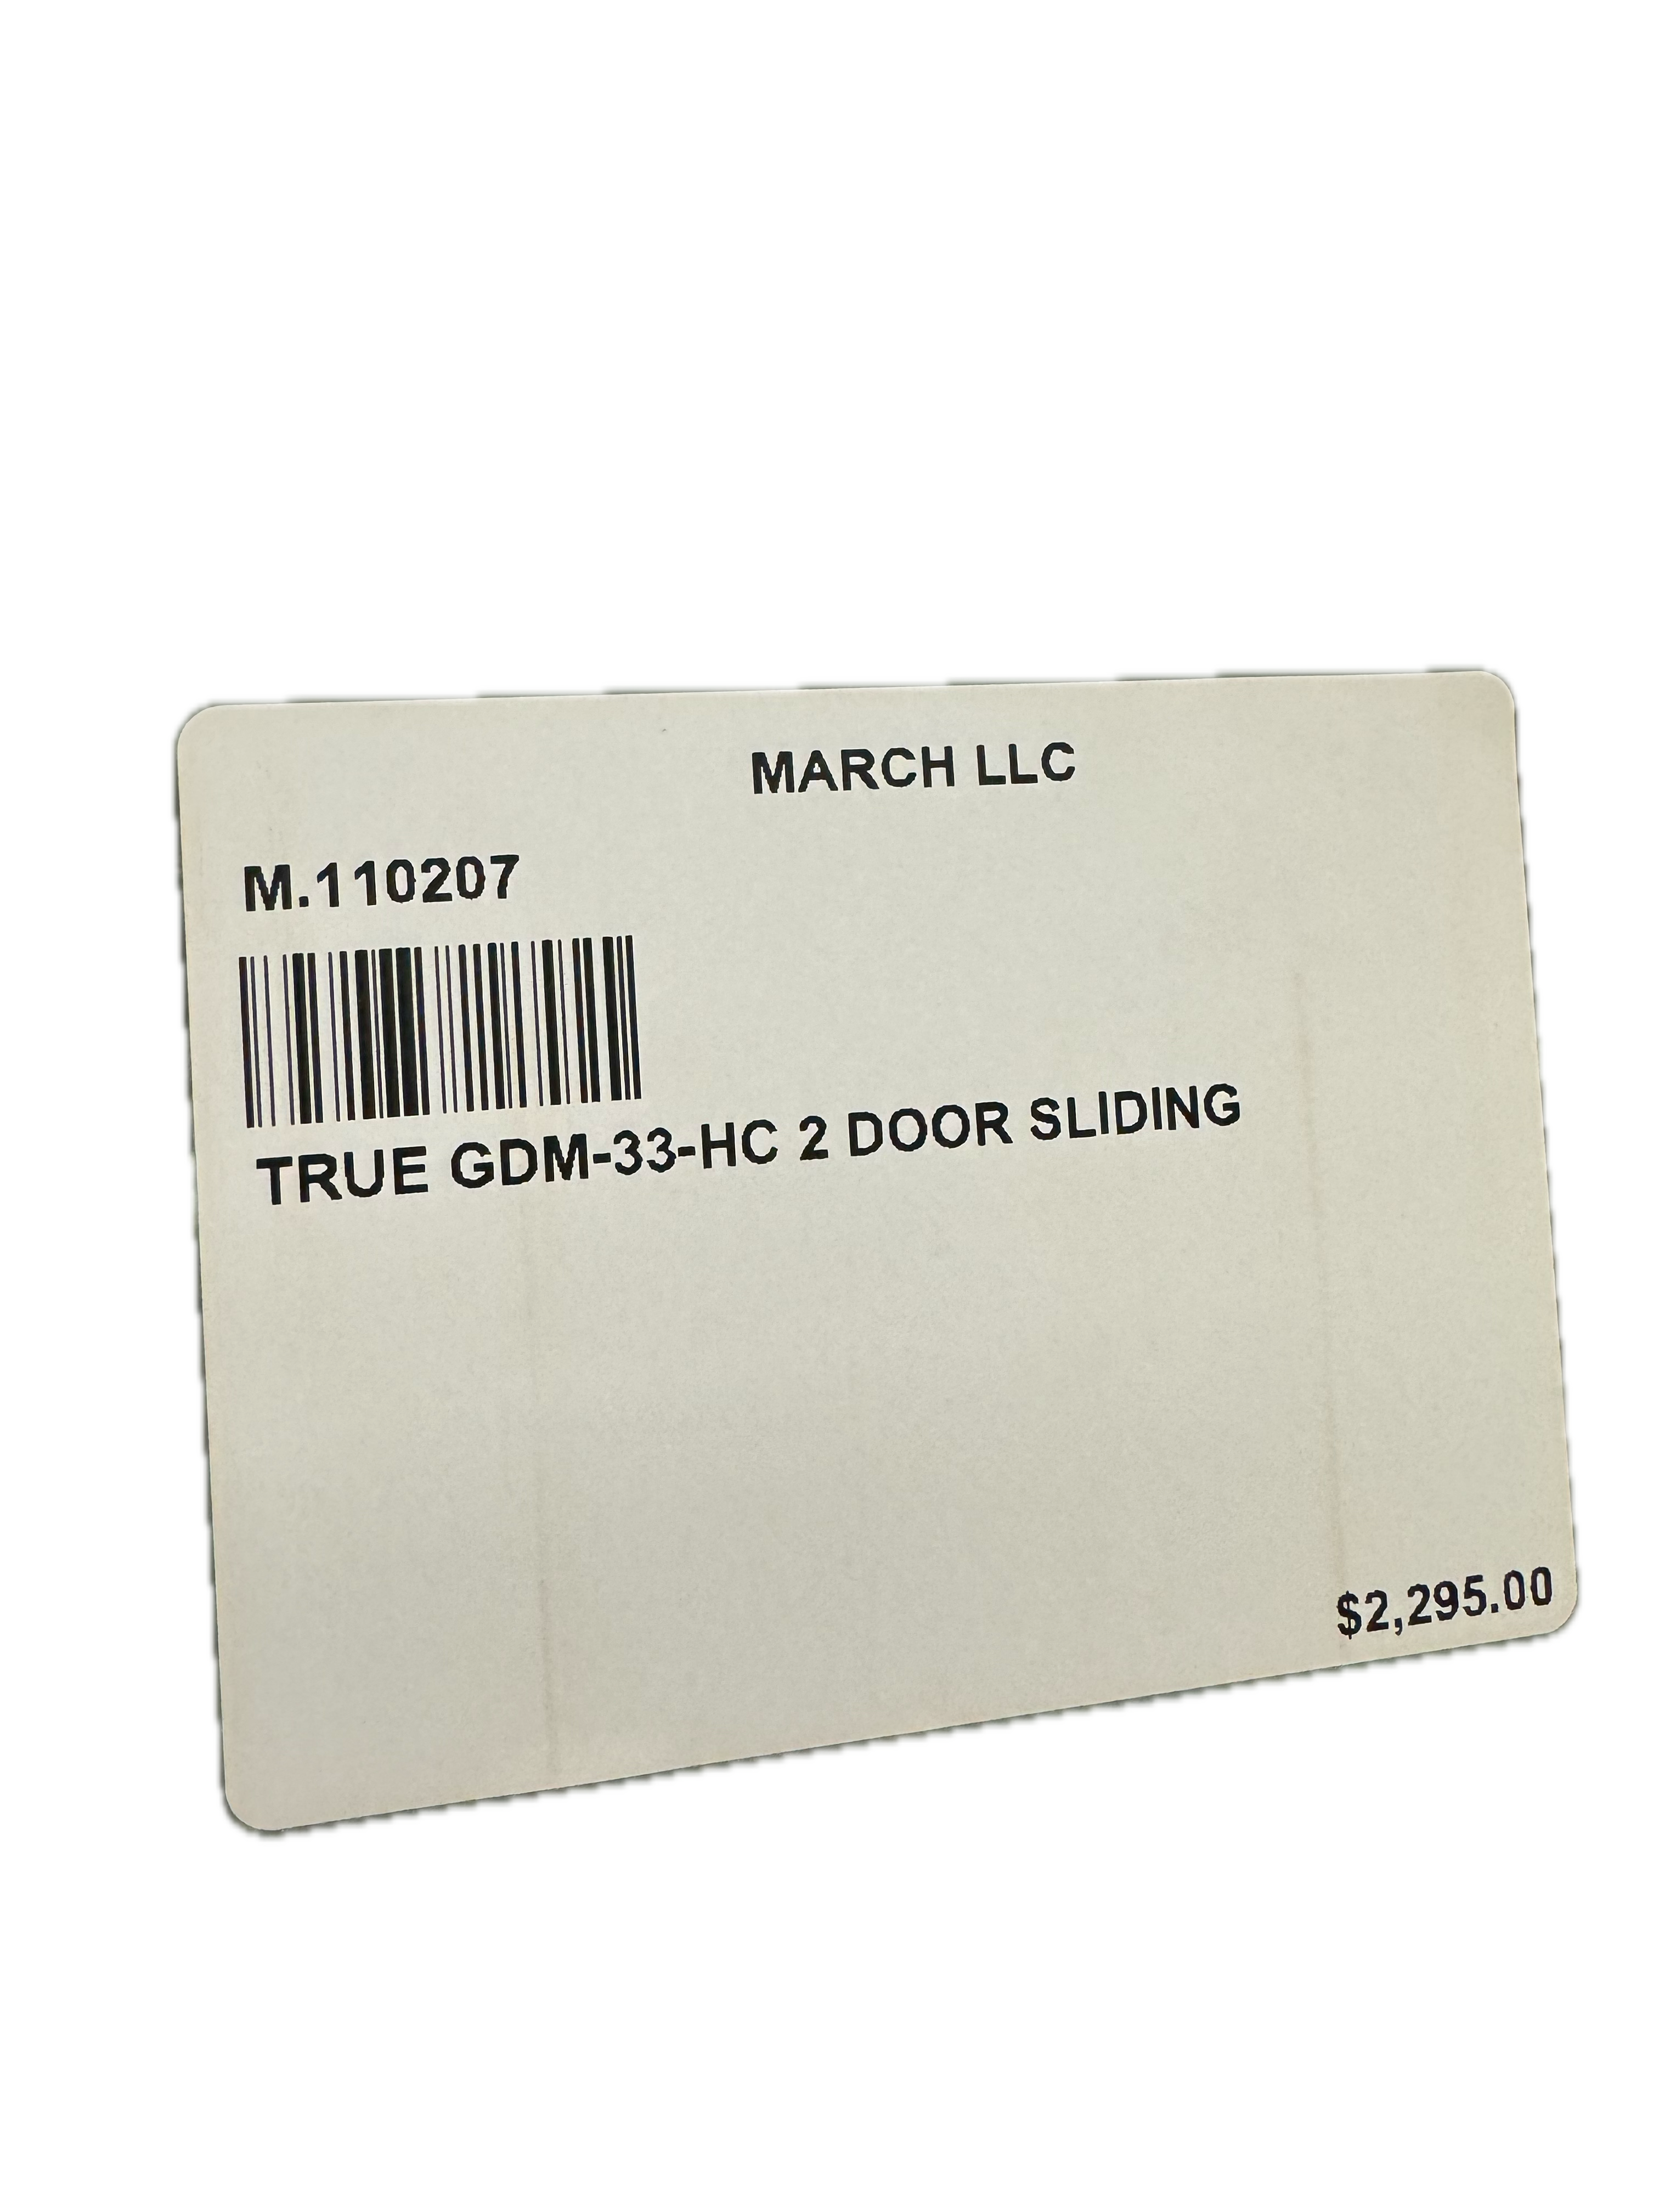 MARCH LLC
M.110207
TRUE GDM-33-HC 2 DOOR SLIDING
$2,295.00